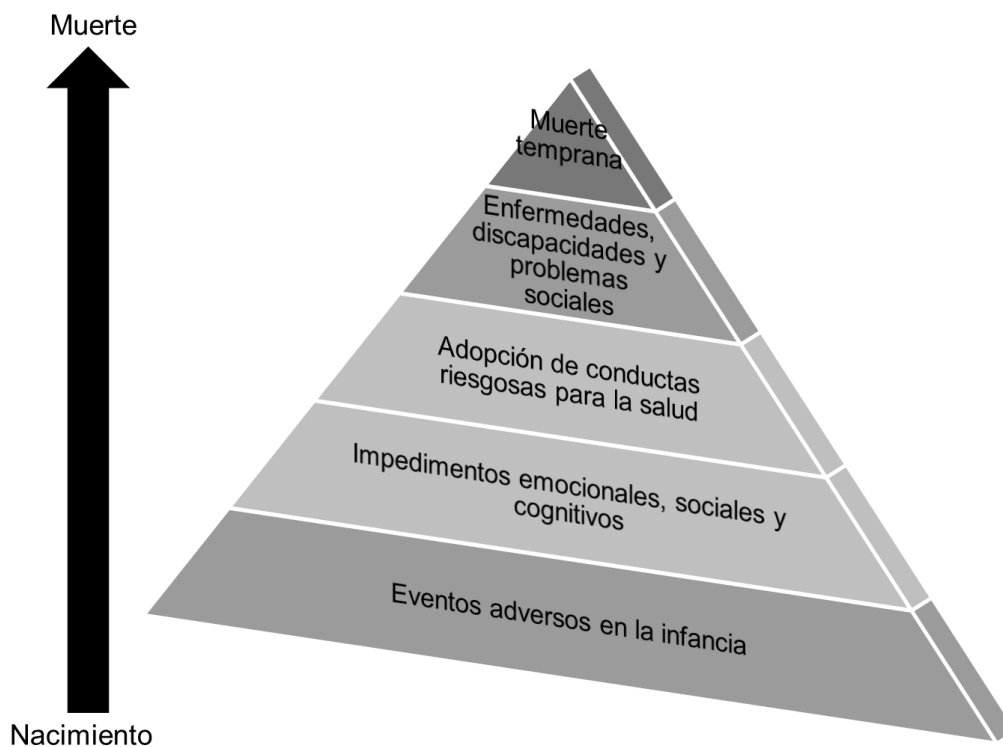 Muerte
Muerte
temprana
Enfermedades,
discapacidades y
problemas
sociales
Adopción de conductas
riesgosas para la salud
Impedimentos emocionales, sociales y
cognitivos
Eventos adversos en la infancia
Nacimiento